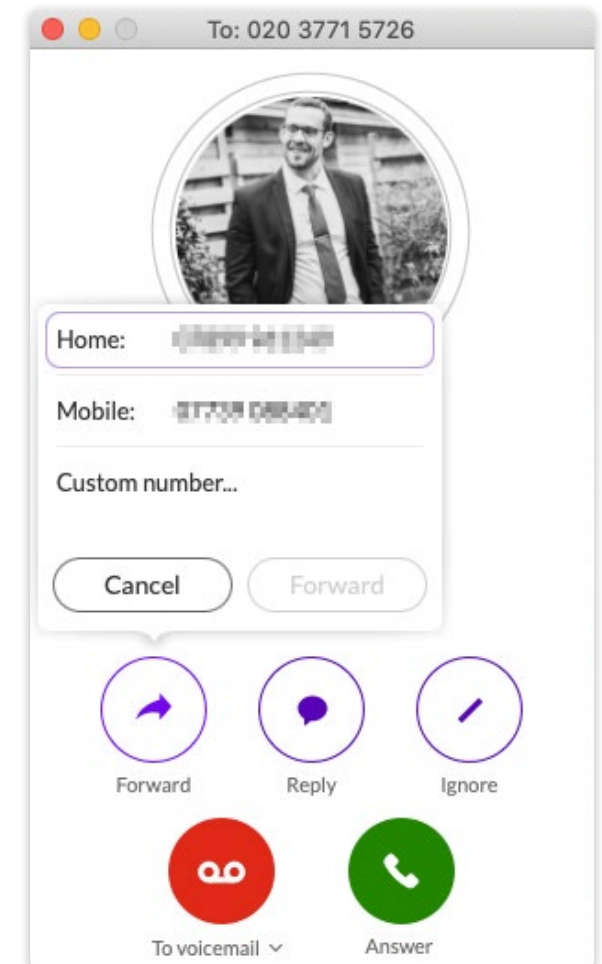 To: 020 3771 5726
Home:
Mobile:
Custom number...
Cancel Forward
Forward Reply Ignore
To voicemail Answer